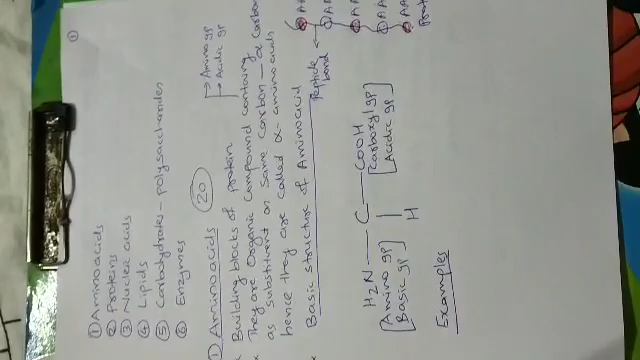 ① Amino acids
② Proteins
③ Nucleic acids
④ Lipids
⑤ Carbohydrates - polysaccharides
⑥ Enzymes
① Amino acids 20
Amino gp
Acidic gp
* Building blocks of protein
* They are Organic Compound containing
as substituent on same Carbon - α Carbon
hence they are called α-aminoacids
* Basic structure of Aminoacid
Peptide bond
H2N — C — COOH
H
[Amino gp] [Carboxyl gp]
[Basic gp] [Acidic gp]
Examples